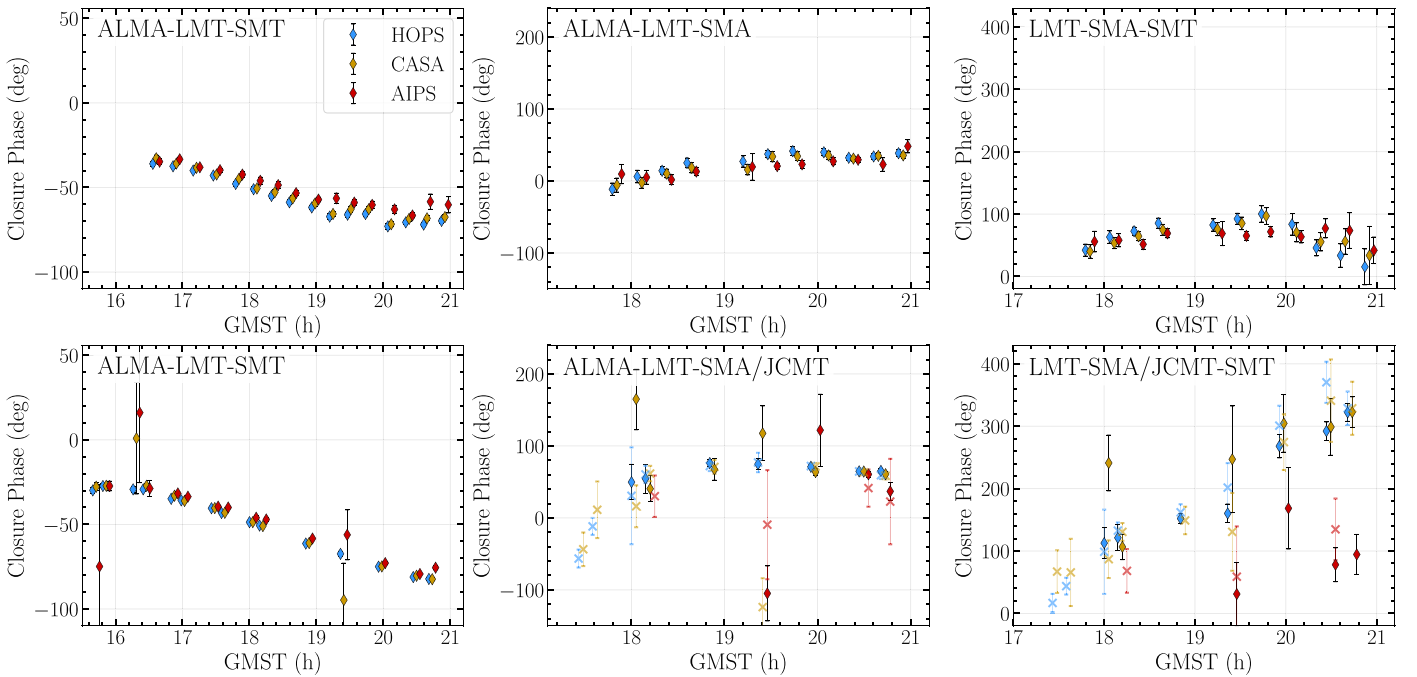 ALMA-LMT-SMT
HOPS
CASA
AIPS
Closure Phase (deg)
50
0
−50
−100
16 17 18 19 20 21
GMST (h)
ALMA-LMT-SMA
Closure Phase (deg)
200
100
0
−100
18 19 20 21
GMST (h)
LMT-SMA-SMT
Closure Phase (deg)
400
300
200
100
0
17 18 19 20 21
GMST (h)
ALMA-LMT-SMT
Closure Phase (deg)
50
0
−50
−100
16 17 18 19 20 21
GMST (h)
ALMA-LMT-SMA/JCMT
Closure Phase (deg)
200
100
0
−100
18 19 20 21
GMST (h)
LMT-SMA/JCMT-SMT
Closure Phase (deg)
400
300
200
100
0
17 18 19 20 21
GMST (h)